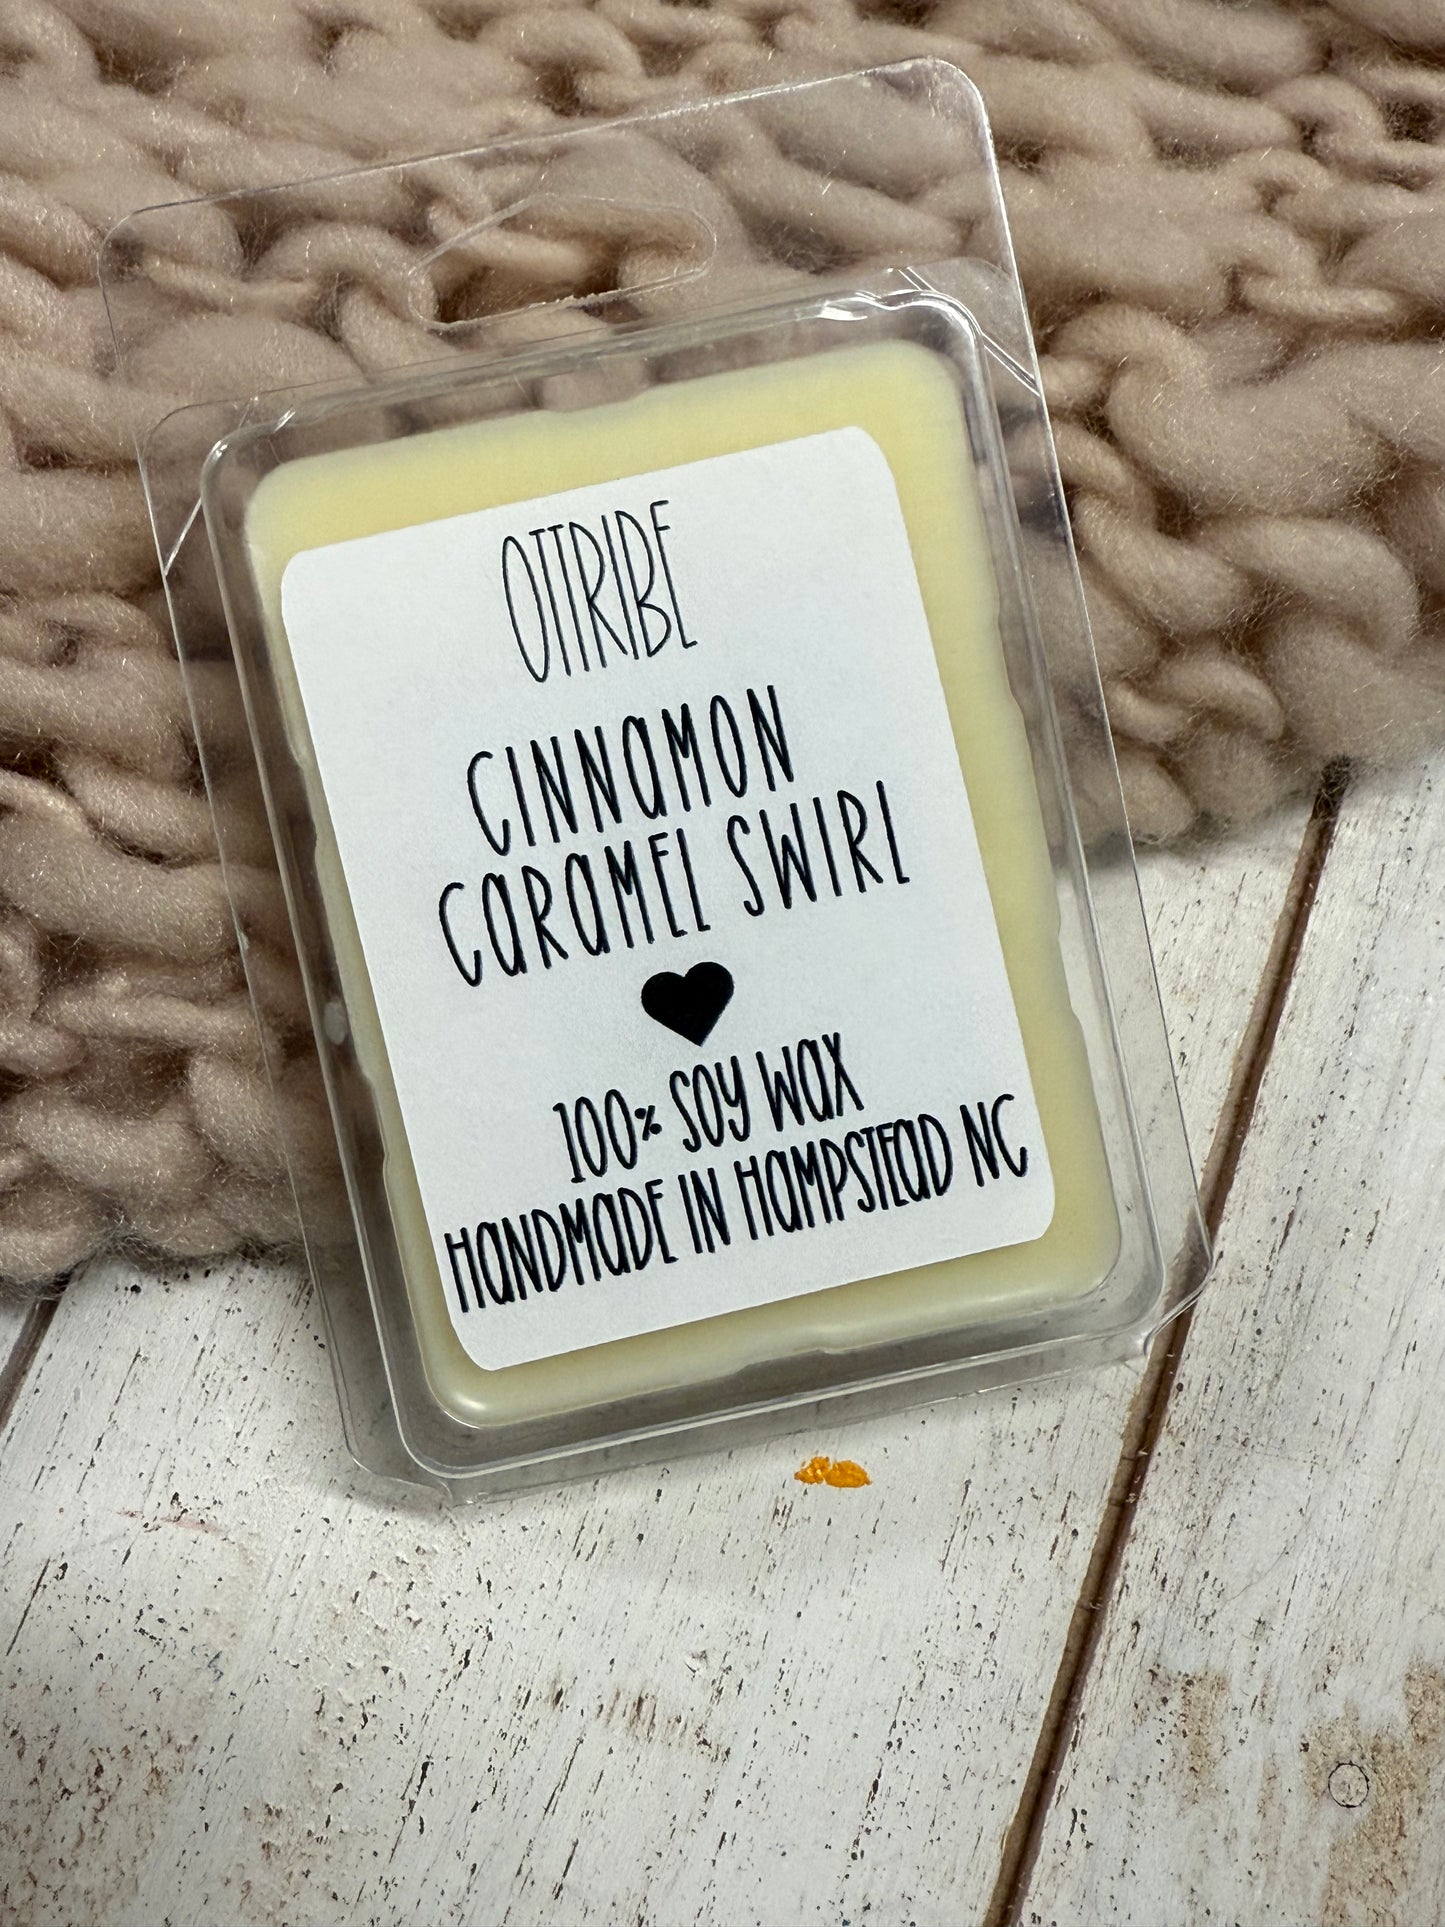 OTTRIBE
CINNAMON
CARAMEL SWIRL
100% SOY WAX
HANDMADE IN HAMPSTEAD NC